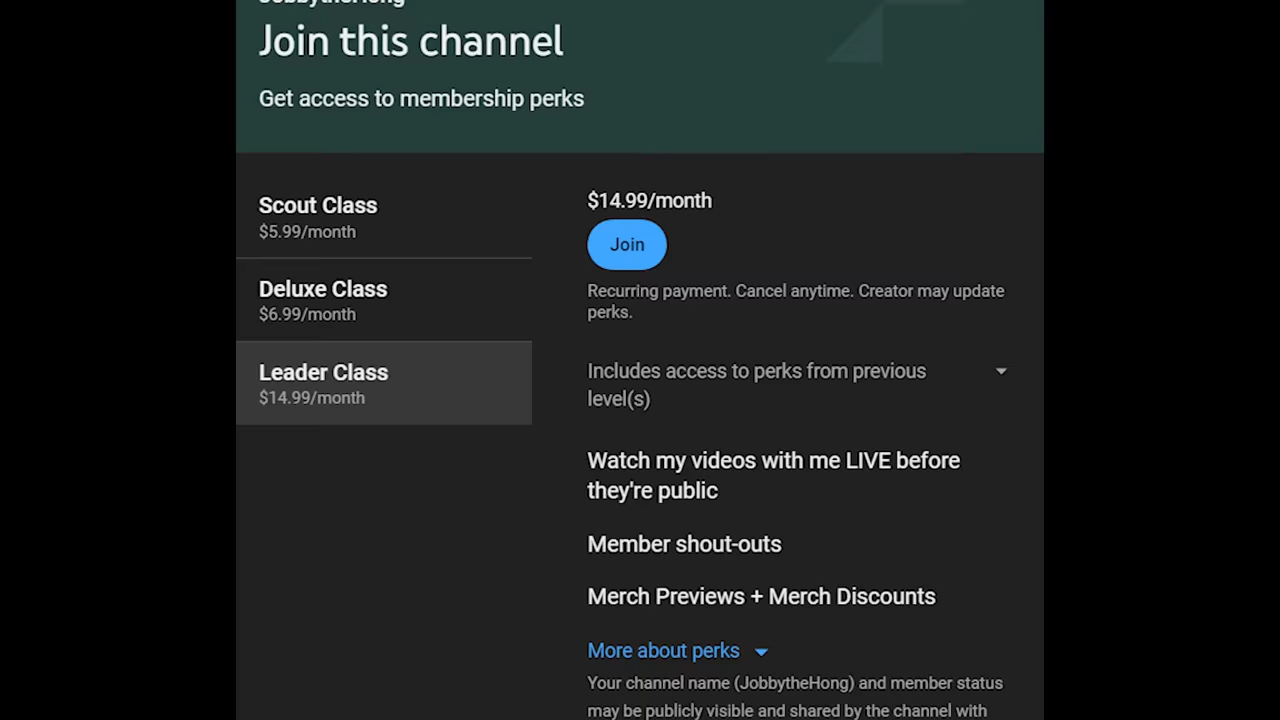 JobbytheHong
Join this channel
Get access to membership perks
Scout Class
$5.99/month
Deluxe Class
$6.99/month
Leader Class
$14.99/month
$14.99/month
Join
Recurring payment. Cancel anytime. Creator may update
perks.
Includes access to perks from previous
level(s)
Watch my videos with me LIVE before
they're public
Member shout-outs
Merch Previews + Merch Discounts
More about perks
Your channel name (JobbytheHong) and member status
may be publicly visible and shared by the channel with